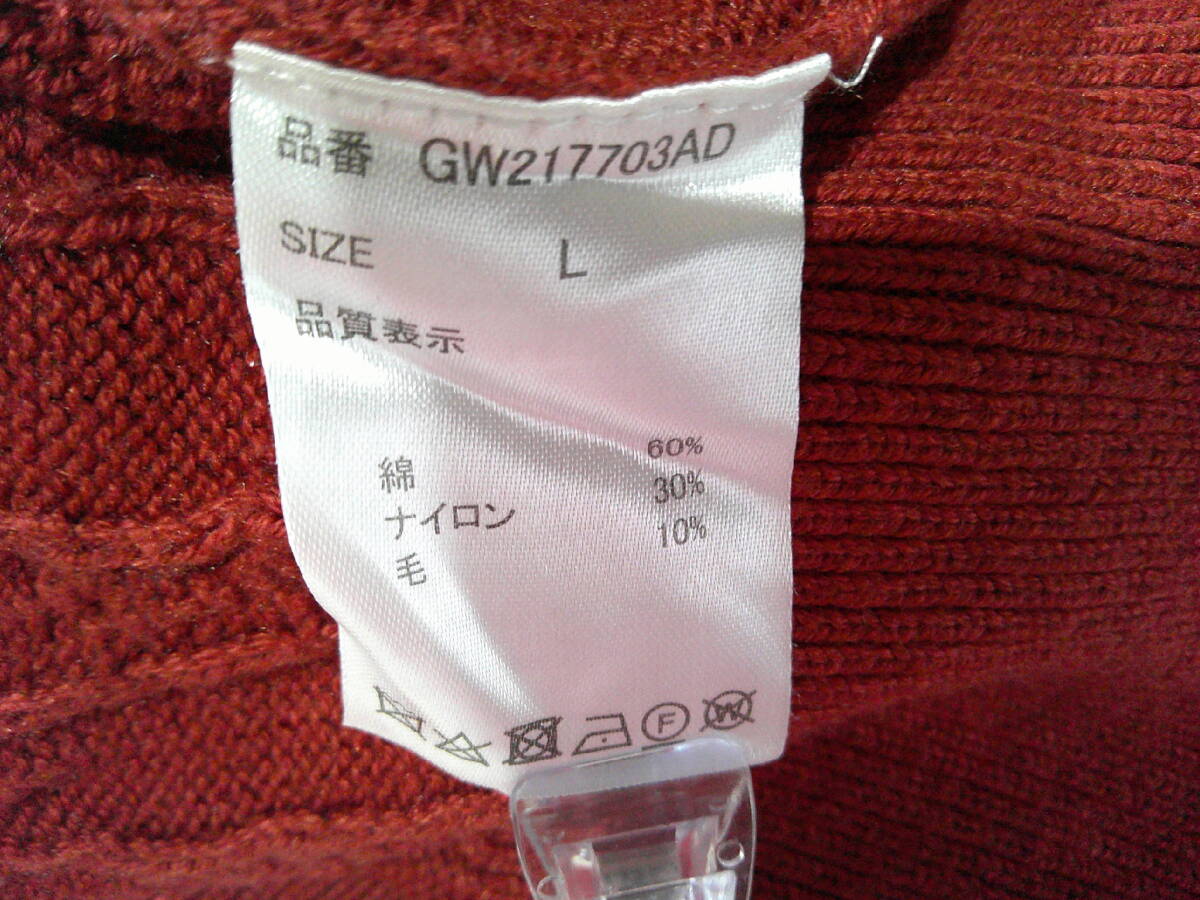 品番 GW217703AD
SIZE L
品質表示
綿 60%
ナイロン 30%
毛 10%
F W